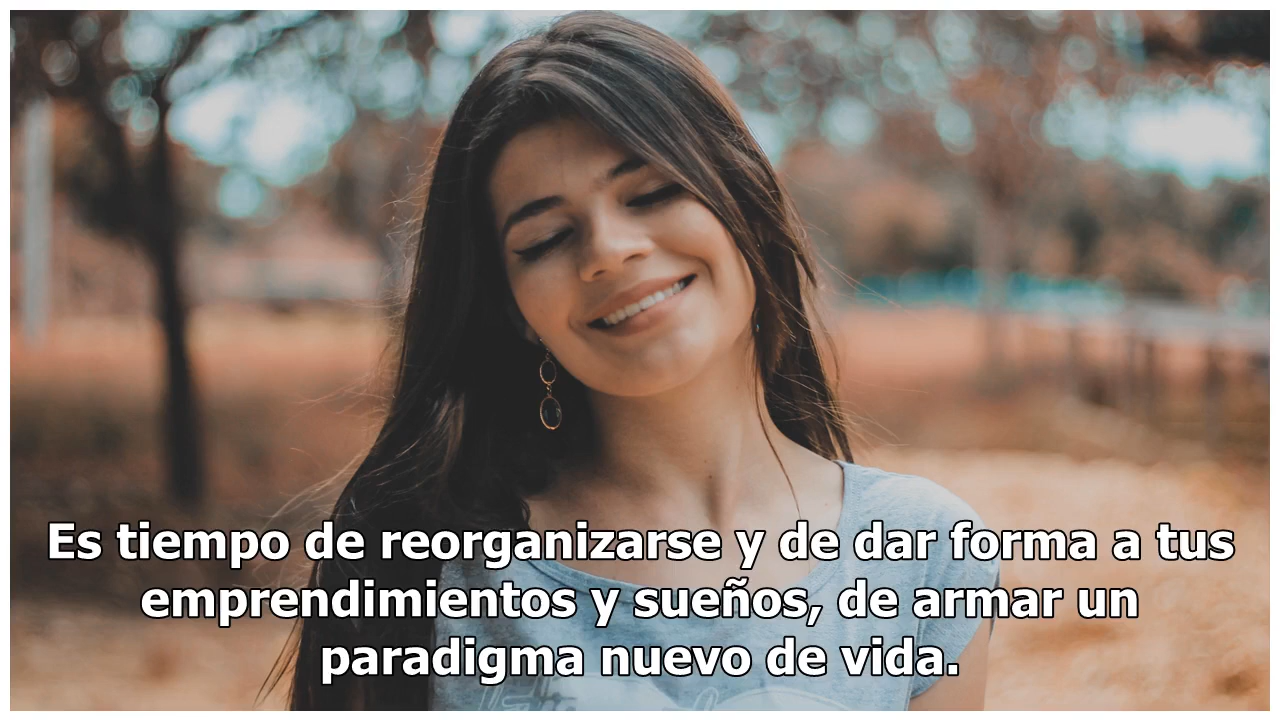 Es tiempo de reorganizarse y de dar forma a tus
emprendimientos y sueños, de armar un
paradigma nuevo de vida.